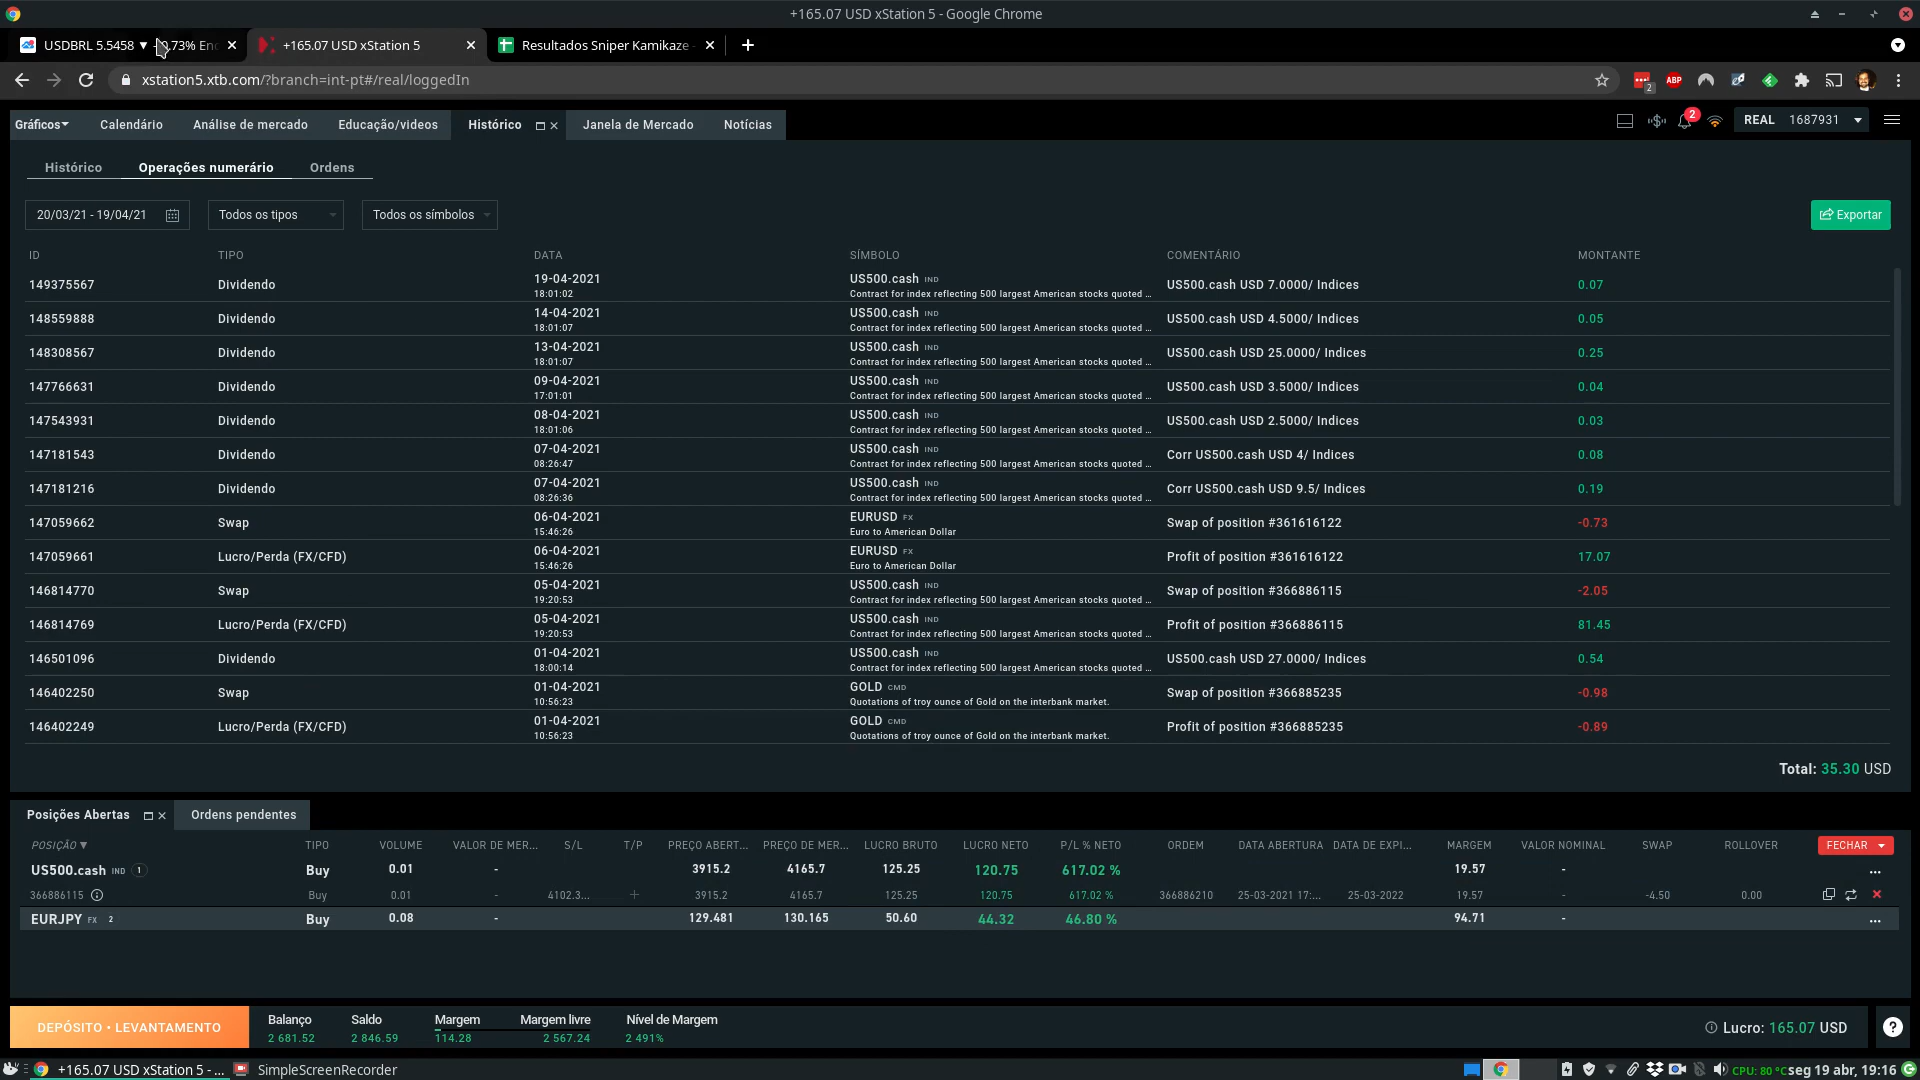 +165.07 USD xStation 5 - Google Chrome
USDBRL 5.5458 ▼ 0.73% Enc
+165.07 USD xStation 5
Resultados Sniper Kamikaze -
xstation5.xtb.com/?branch=int-pt#/real/loggedIn
2
ABP
Gráficos
Calendário
Análise de mercado
Educação/videos
Histórico
Janela de Mercado
Notícias
2
REAL 1687931
Histórico
Operações numerário
Ordens
20/03/21 - 19/04/21
Todos os tipos
Todos os símbolos
Exportar
ID TIPO DATA SÍMBOLO COMENTÁRIO MONTANTE
149375567 Dividendo 19-04-2021 US500.cash IND US500.cash USD 7.0000/ Indices 0.07
18:01:02 Contract for index reflecting 500 largest American stocks quoted ...
148559888 Dividendo 14-04-2021 US500.cash IND US500.cash USD 4.5000/ Indices 0.05
18:01:07 Contract for index reflecting 500 largest American stocks quoted ...
148308567 Dividendo 13-04-2021 US500.cash IND US500.cash USD 25.0000/ Indices 0.25
18:01:07 Contract for index reflecting 500 largest American stocks quoted ...
147766631 Dividendo 09-04-2021 US500.cash IND US500.cash USD 3.5000/ Indices 0.04
17:01:01 Contract for index reflecting 500 largest American stocks quoted ...
147543931 Dividendo 08-04-2021 US500.cash IND US500.cash USD 2.5000/ Indices 0.03
18:01:06 Contract for index reflecting 500 largest American stocks quoted ...
147181543 Dividendo 07-04-2021 US500.cash IND Corr US500.cash USD 4/ Indices 0.08
08:26:47 Contract for index reflecting 500 largest American stocks quoted ...
147181216 Dividendo 07-04-2021 US500.cash IND Corr US500.cash USD 9.5/ Indices 0.19
08:26:36 Contract for index reflecting 500 largest American stocks quoted ...
147059662 Swap 06-04-2021 EURUSD FX Swap of position #361616122 -0.73
15:46:26 Euro to American Dollar
147059661 Lucro/Perda (FX/CFD) 06-04-2021 EURUSD FX Profit of position #361616122 17.07
15:46:26 Euro to American Dollar
146814770 Swap 05-04-2021 US500.cash IND Swap of position #366886115 -2.05
19:20:53 Contract for index reflecting 500 largest American stocks quoted ...
146814769 Lucro/Perda (FX/CFD) 05-04-2021 US500.cash IND Profit of position #366886115 81.45
19:20:53 Contract for index reflecting 500 largest American stocks quoted ...
146501096 Dividendo 01-04-2021 US500.cash IND US500.cash USD 27.0000/ Indices 0.54
18:00:14 Contract for index reflecting 500 largest American stocks quoted ...
146402250 Swap 01-04-2021 GOLD CMD Swap of position #366885235 -0.98
10:56:23 Quotations of troy ounce of Gold on the interbank market.
146402249 Lucro/Perda (FX/CFD) 01-04-2021 GOLD CMD Profit of position #366885235 -0.89
10:56:23 Quotations of troy ounce of Gold on the interbank market.
Total: 35.30 USD
Posições Abertas
Ordens pendentes
POSIÇÃO ▼ TIPO VOLUME VALOR DE MER... S/L T/P PREÇO ABERT... PREÇO DE MER... LUCRO BRUTO LUCRO NETO P/L % NETO ORDEM DATA ABERTURA DATA DE EXPI... MARGEM VALOR NOMINAL SWAP ROLLOVER FECHAR
US500.cash IND 1 Buy 0.01 - 3915.2 4165.7 125.25 120.75 617.02 % 19.57 - ...
366886115 Buy 0.01 - 4102.3... + 3915.2 4165.7 125.25 120.75 617.02 % 366886210 25-03-2021 17:... 25-03-2022 19.57 - -4.50 0.00
EURJPY FX 2 Buy 0.08 - 129.481 130.165 50.60 44.32 46.80 % 94.71 - ...
DEPÓSITO • LEVANTAMENTO
Balanço Saldo Margem Margem livre Nível de Margem
2 681.52 2 846.59 114.28 2 567.24 2 491%
Lucro: 165.07 USD
?
+165.07 USD xStation 5 - ...
SimpleScreenRecorder
CPU: 80 °C seg 19 abr, 19:16